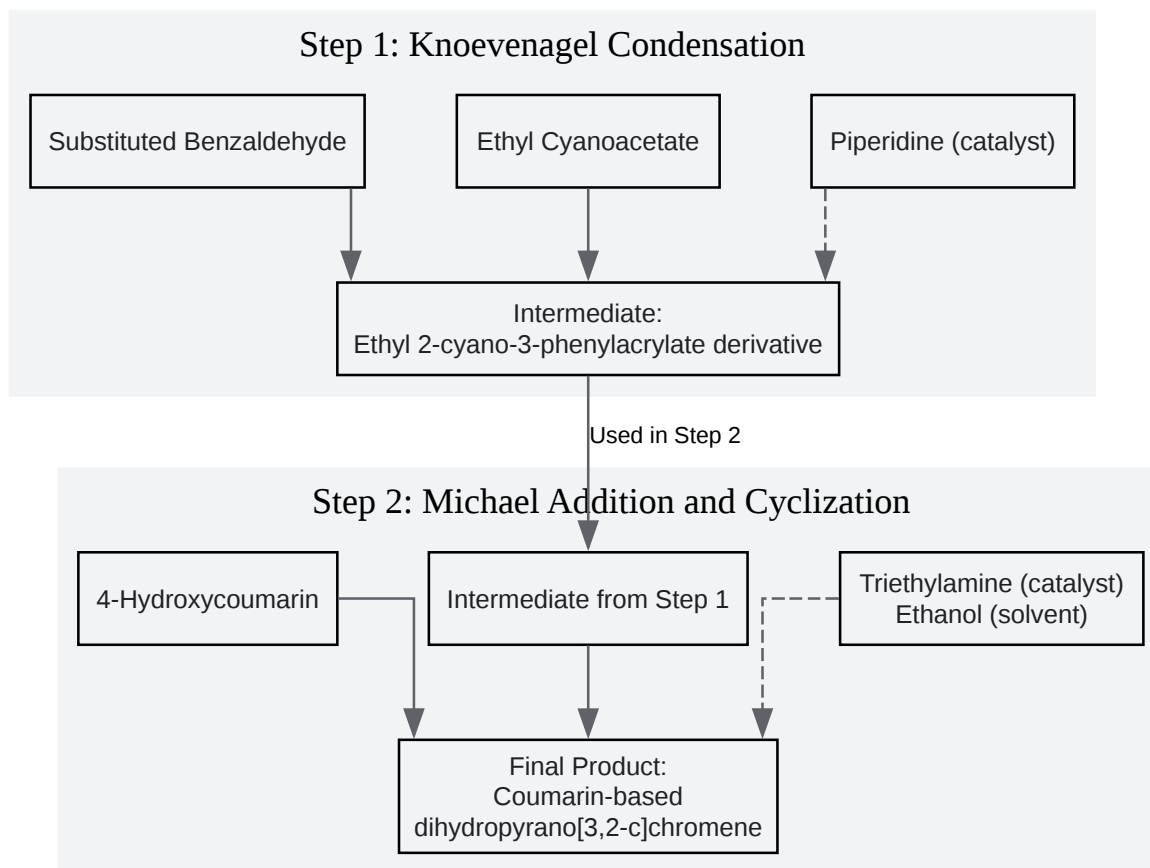 Step 1: Knoevenagel Condensation
Substituted Benzaldehyde
Ethyl Cyanoacetate
Piperidine (catalyst)
Intermediate:
Ethyl 2-cyano-3-phenylacrylate derivative
Used in Step 2
Step 2: Michael Addition and Cyclization
4-Hydroxycoumarin
Intermediate from Step 1
Triethylamine (catalyst)
Ethanol (solvent)
Final Product:
Coumarin-based
dihydropyrano[3,2-c]chromene